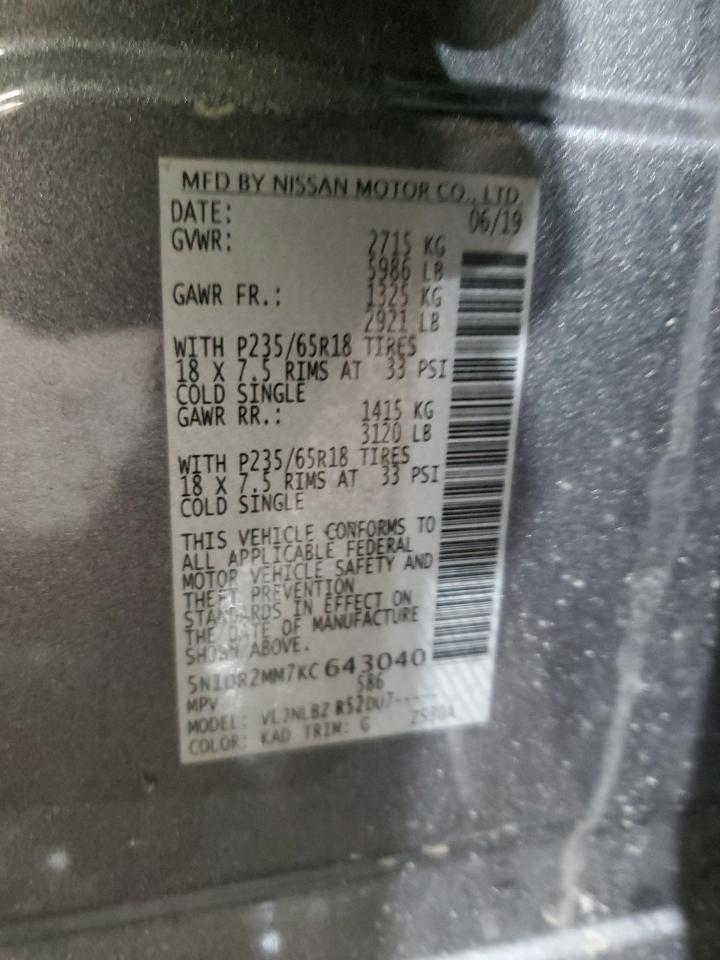 MFD BY NISSAN MOTOR CO., LTD.
DATE: 06/19
GVWR: 2715 KG
5986 LB
GAWR FR.: 1325 KG
2921 LB
WITH P235/65R18 TIRES
18 X 7.5 RIMS AT 33 PSI
COLD SINGLE
GAWR RR.: 1415 KG
3120 LB
WITH P235/65R18 TIRES
18 X 7.5 RIMS AT 33 PSI
COLD SINGLE
THIS VEHICLE CONFORMS TO
ALL APPLICABLE FEDERAL
MOTOR VEHICLE SAFETY AND
THEFT PREVENTION
STANDARDS IN EFFECT ON
THE DATE OF MANUFACTURE
SHOWN ABOVE.
5N1DR2MM7KC643040
MPV 586
MODEL:
COLOR: KAD TRIM: G